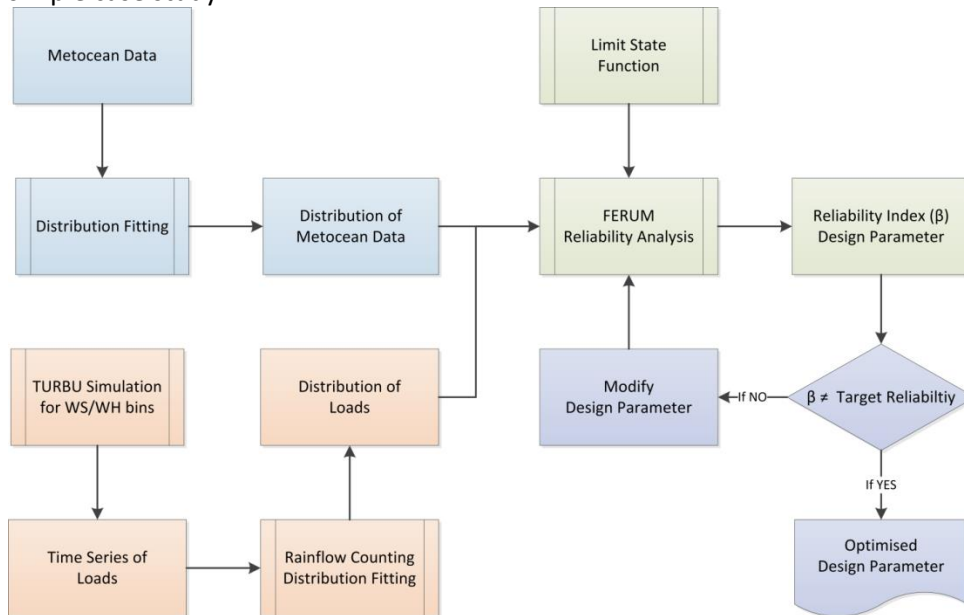 Metocean Data
Limit State
Function
Distribution Fitting
Distribution of
Metocean Data
FERUM
Reliability Analysis
Reliability Index (β)
Design Parameter
TURBU Simulation
for WS/WH bins
Distribution of
Loads
Modify
Design Parameter
If NO
β ≠ Target Reliabiltiy
If YES
Time Series of
Loads
Rainflow Counting
Distribution Fitting
Optimised
Design Parameter